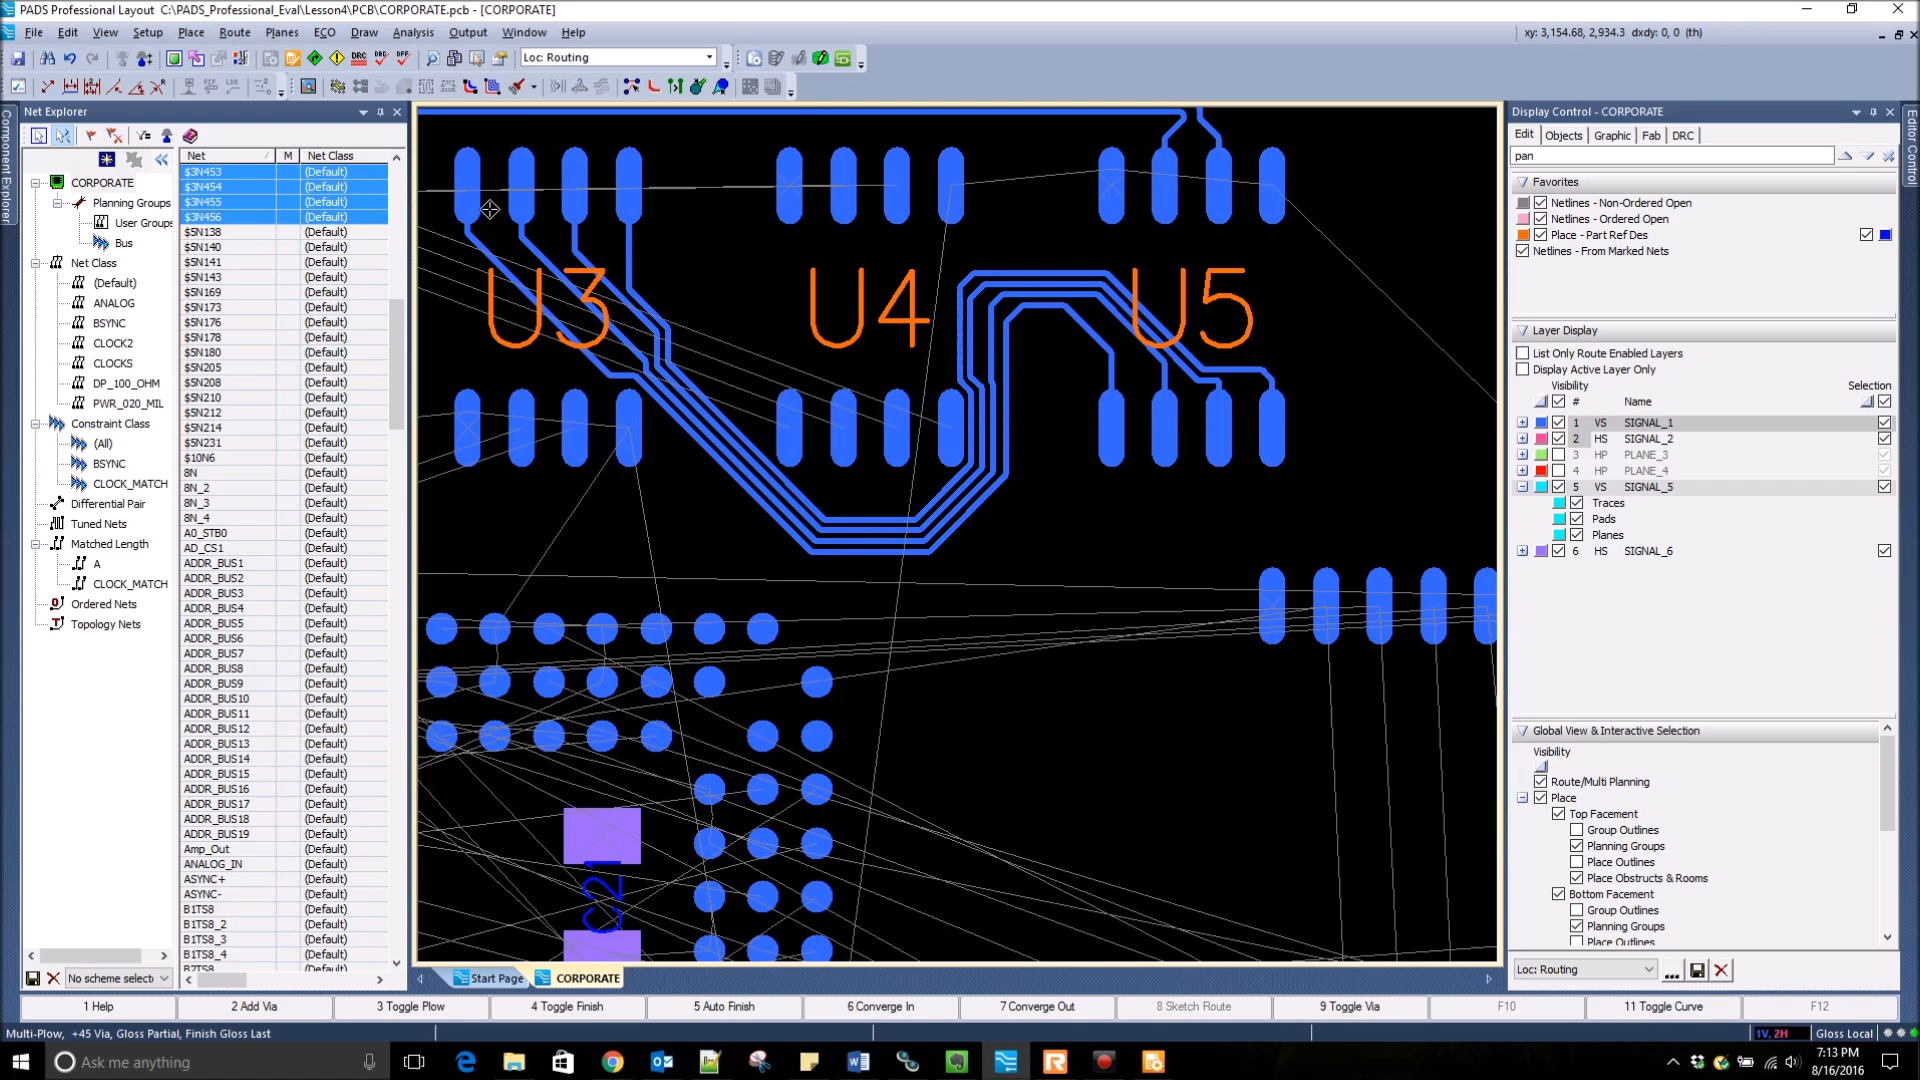 PADS Professional Layout  C:\PADS_Professional_Eval\Lesson4\PCB\CORPORATE.pcb - [CORPORATE]
File Edit View Setup Place Route Planes ECO Draw Analysis Output Window Help
xy: 3,154.68, 2,934.3  dxdy: 0, 0  (th)
Loc: Routing
Component Explorer
Net Explorer
CORPORATE
Planning Groups
User Groups
Bus
Net Class
(Default)
ANALOG
BSYNC
CLOCK2
CLOCKS
DP_100_OHM
PWR_020_MIL
Constraint Class
(All)
BSYNC
CLOCK_MATCH
Differential Pair
Tuned Nets
Matched Length
A
CLOCK_MATCH
Ordered Nets
Topology Nets
No scheme select
Net M Net Class
$3N453 (Default)
$3N454 (Default)
$3N455 (Default)
$3N456 (Default)
$5N138 (Default)
$5N140 (Default)
$5N141 (Default)
$5N143 (Default)
$5N169 (Default)
$5N173 (Default)
$5N176 (Default)
$5N178 (Default)
$5N180 (Default)
$5N205 (Default)
$5N208 (Default)
$5N210 (Default)
$5N212 (Default)
$5N214 (Default)
$5N231 (Default)
$10N6 (Default)
8N (Default)
8N_2 (Default)
8N_3 (Default)
8N_4 (Default)
A0_STB0 (Default)
AD_CS1 (Default)
ADDR_BUS1 (Default)
ADDR_BUS2 (Default)
ADDR_BUS3 (Default)
ADDR_BUS4 (Default)
ADDR_BUS5 (Default)
ADDR_BUS6 (Default)
ADDR_BUS7 (Default)
ADDR_BUS8 (Default)
ADDR_BUS9 (Default)
ADDR_BUS10 (Default)
ADDR_BUS11 (Default)
ADDR_BUS12 (Default)
ADDR_BUS13 (Default)
ADDR_BUS14 (Default)
ADDR_BUS15 (Default)
ADDR_BUS16 (Default)
ADDR_BUS17 (Default)
ADDR_BUS18 (Default)
ADDR_BUS19 (Default)
Amp_Out (Default)
ANALOG_IN (Default)
ASYNC+ (Default)
ASYNC- (Default)
B1TS8 (Default)
B1TS8_2 (Default)
B1TS8_3 (Default)
B1TS8_4 (Default)
B2TS8 (Default)
U3 U4 U5
Start Page CORPORATE
Display Control - CORPORATE
Edit Objects Graphic Fab DRC
pan
Favorites
Netlines - Non-Ordered Open
Netlines - Ordered Open
Place - Part Ref Des
Netlines - From Marked Nets
Layer Display
List Only Route Enabled Layers
Display Active Layer Only
Visibility Selection
# Name
1 VS SIGNAL_1
2 HS SIGNAL_2
3 HP PLANE_3
4 HP PLANE_4
5 VS SIGNAL_5
Traces
Pads
Planes
6 HS SIGNAL_6
Global View & Interactive Selection
Visibility
Route/Multi Planning
Place
Top Facement
Group Outlines
Planning Groups
Place Outlines
Place Obstructs & Rooms
Bottom Facement
Group Outlines
Planning Groups
Place Outlines
Loc: Routing
Editor Control
1 Help 2 Add Via 3 Toggle Plow 4 Toggle Finish 5 Auto Finish 6 Converge In 7 Converge Out 8 Sketch Route 9 Toggle Via F10 11 Toggle Curve F12
Multi-Plow, +45 Via, Gloss Partial, Finish Gloss Last
1V, 2H Gloss Local
Ask me anything
7:13 PM
8/16/2016